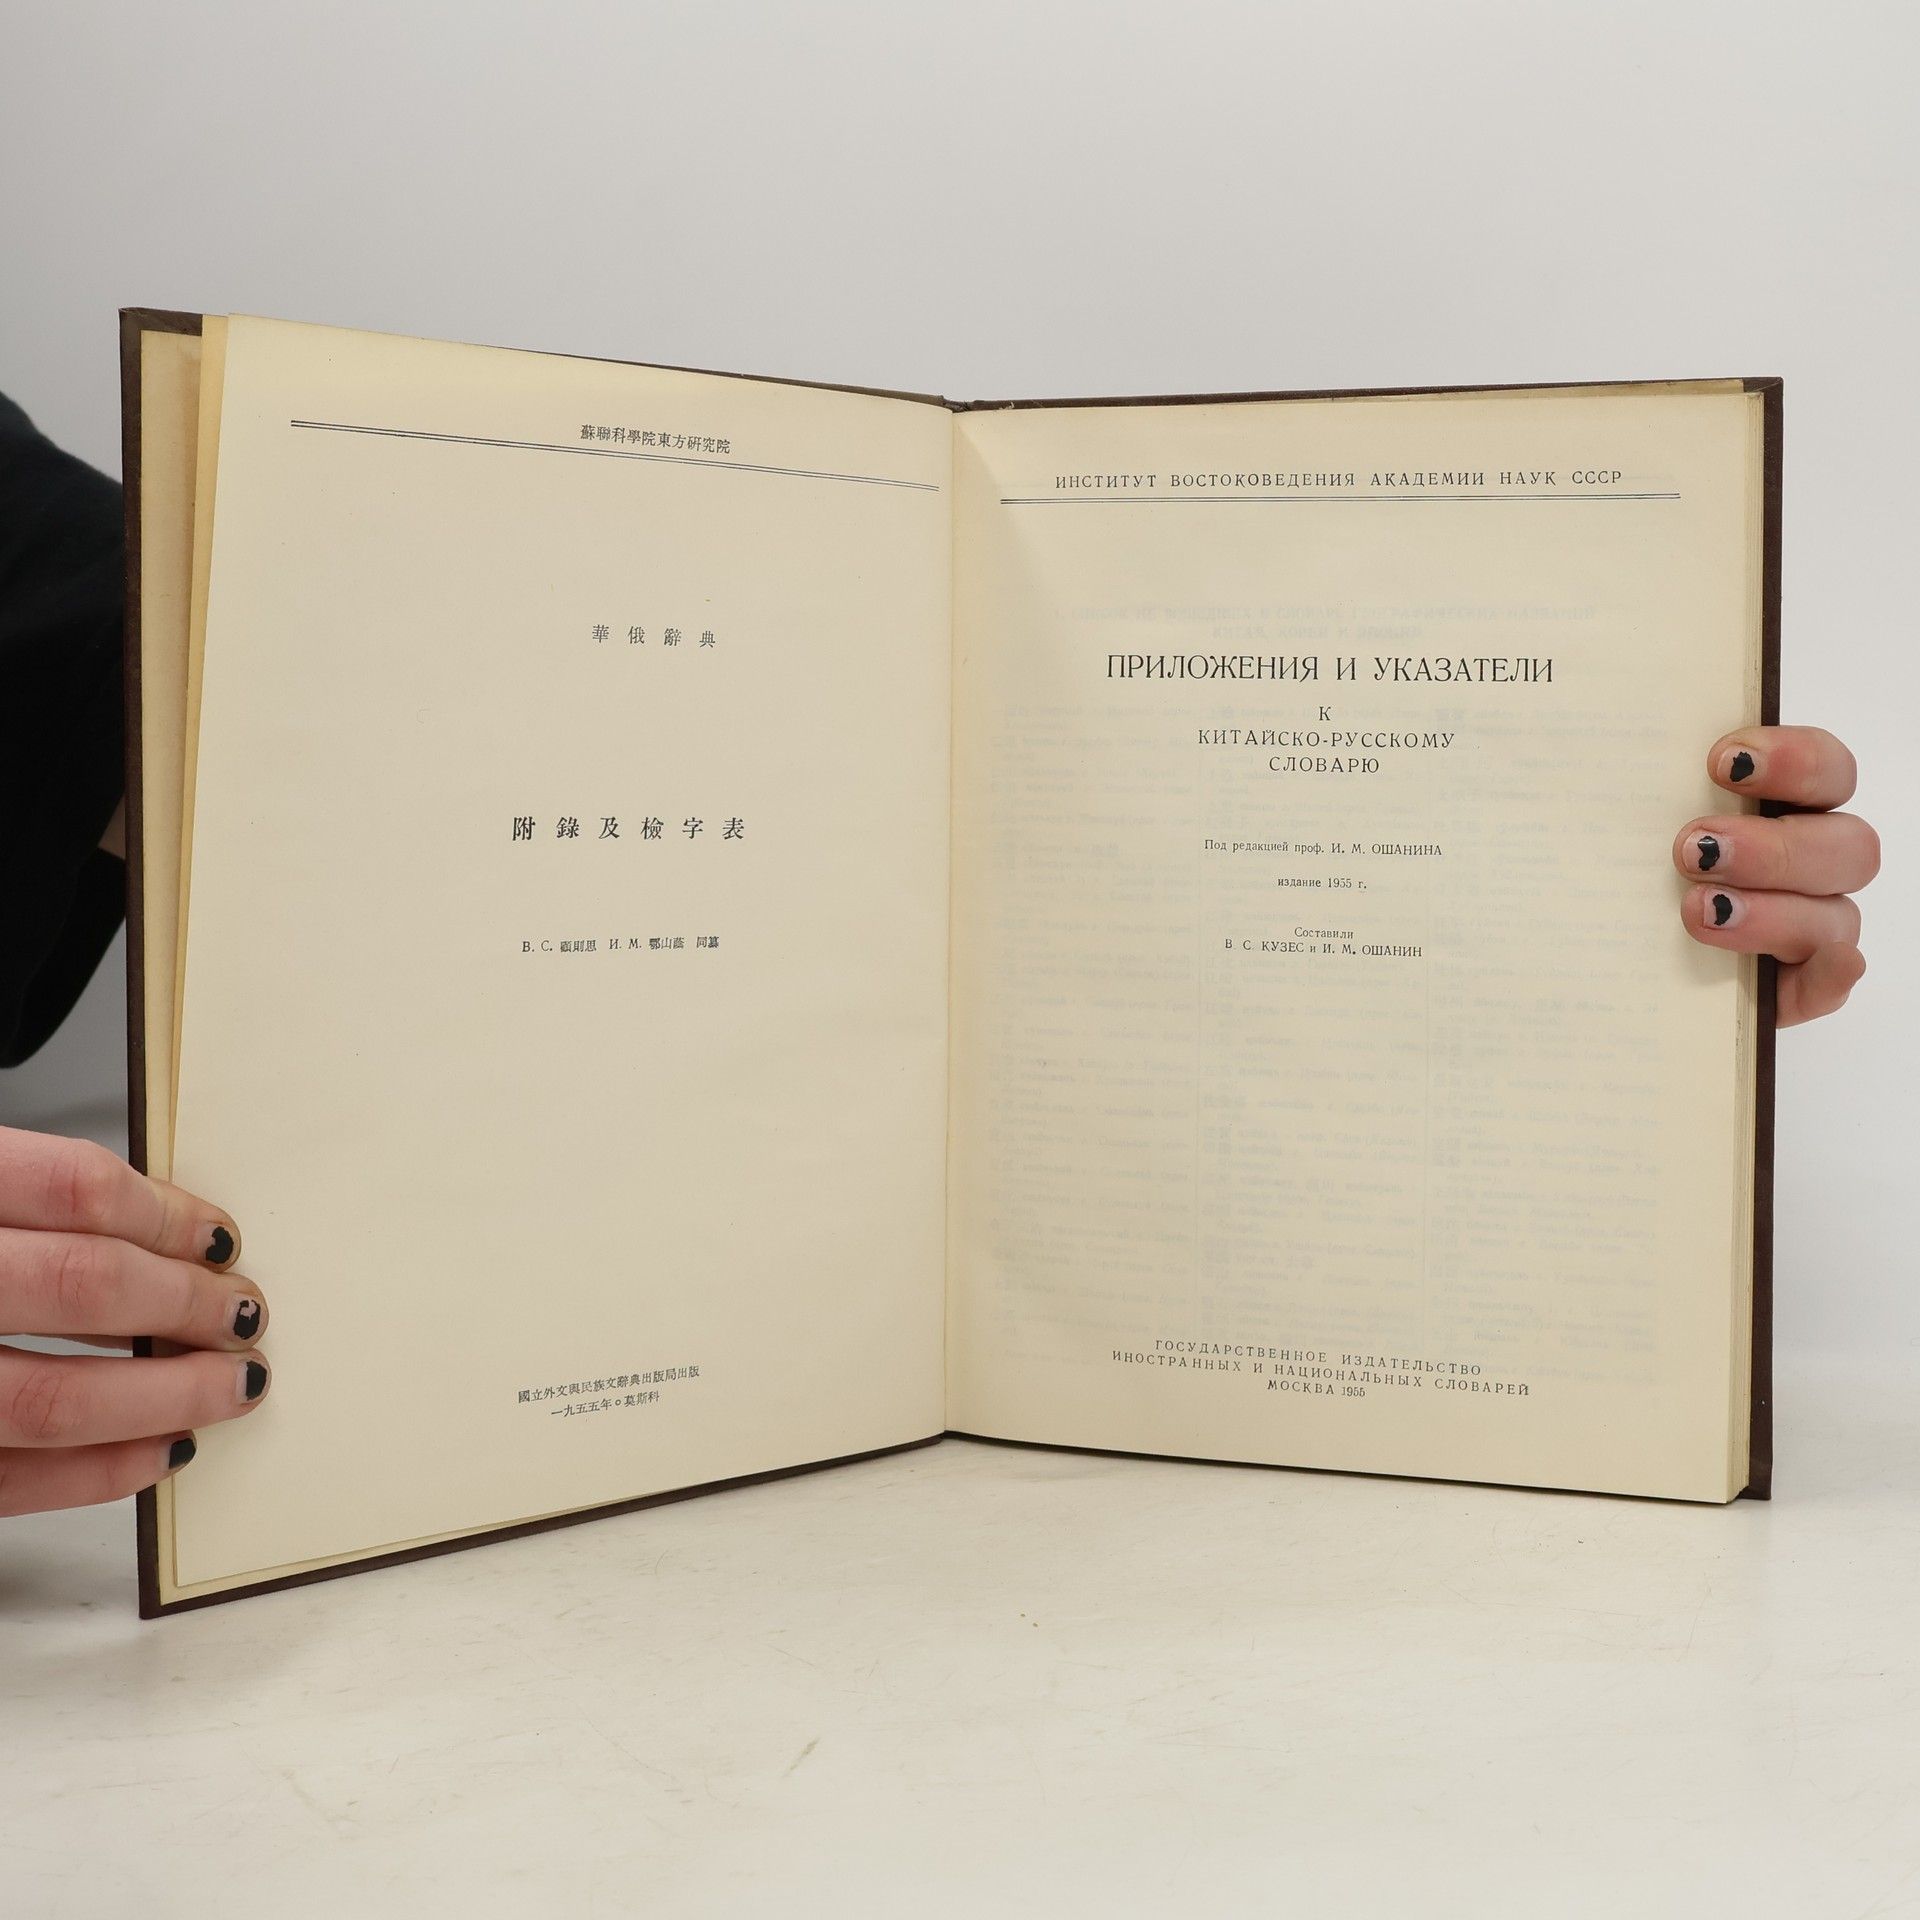 蘇聯科學院東方硏究院
華俄辭典
附錄及檢字表
В. С. 顧則思 И. М. 鄂山蔭 同纂
國立外文與民族文辭典出版局出版
一九五五年。莫斯科
ИНСТИТУТ ВОСТОКОВЕДЕНИЯ АКАДЕМИИ НАУК СССР
ПРИЛОЖЕНИЯ И УКАЗАТЕЛИ
К
КИТАЙСКО-РУССКОМУ
СЛОВАРЮ
Под редакцией проф. И. М. ОШАНИНА
издание 1955 г.
Составили
В. С. КУЗЕС и И. М. ОШАНИН
ГОСУДАРСТВЕННОЕ ИЗДАТЕЛЬСТВО
ИНОСТРАННЫХ И НАЦИОНАЛЬНЫХ СЛОВАРЕЙ
МОСКВА 1955